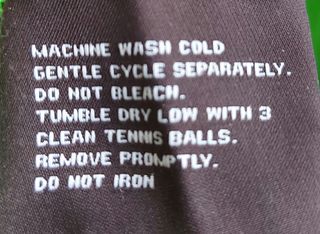 MACHINE WASH COLD
GENTLE CYCLE SEPARATELY.
DO NOT BLEACH.
TUMBLE DRY LOW WITH 3
CLEAN TENNIS BALLS.
REMOVE PROMPTLY.
DO NOT IRON